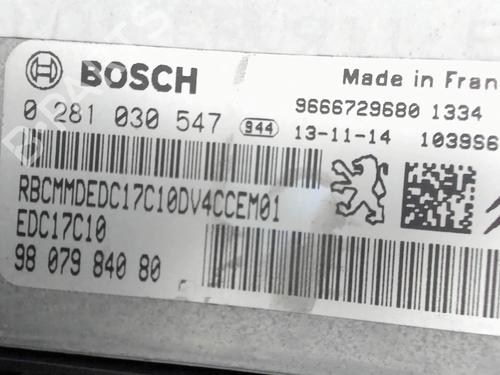 BOSCH
Made in Fran
0 281 030 547 944
9666729680 1334
13-11-14 1039S6
RBCMMDEDC17C10DV4CCEM01
EDC17C10
98 079 840 80